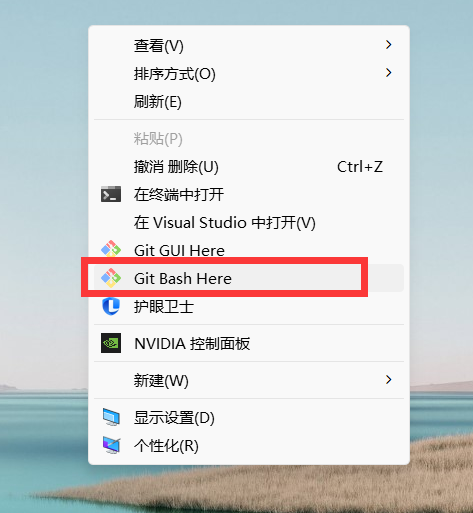 查看(V)
排序方式(O)
刷新(E)
粘贴(P)
撤消 删除(U) Ctrl+Z
在终端中打开
在 Visual Studio 中打开(V)
Git GUI Here
Git Bash Here
护眼卫士
NVIDIA 控制面板
新建(W)
显示设置(D)
个性化(R)